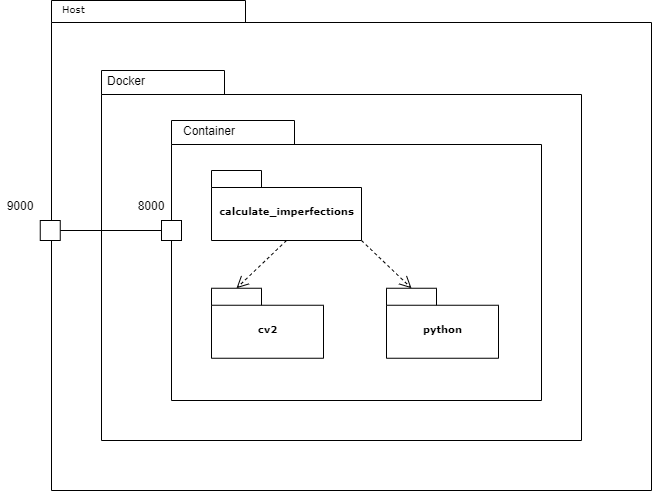 Host
Docker
Container
9000
8000
calculate_imperfections
cv2
python